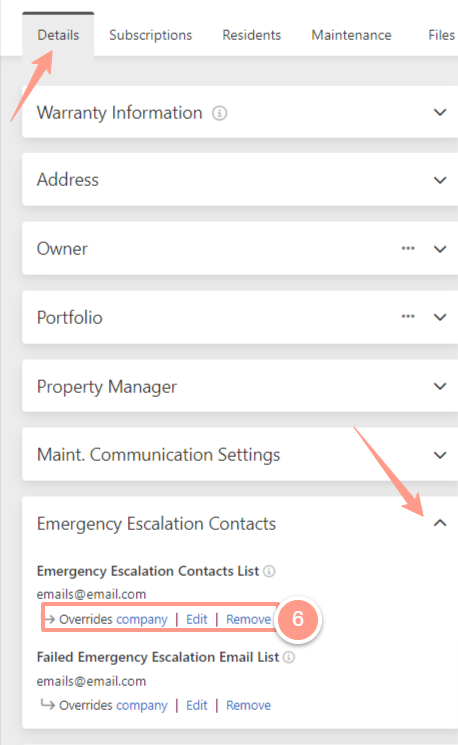 Details Subscriptions Residents Maintenance Files
Warranty Information
Address
Owner
Portfolio
Property Manager
Maint. Communication Settings
Emergency Escalation Contacts
Emergency Escalation Contacts List
emails@email.com
Overrides company | Edit | Remove 6
Failed Emergency Escalation Email List
emails@email.com
Overrides company | Edit | Remove